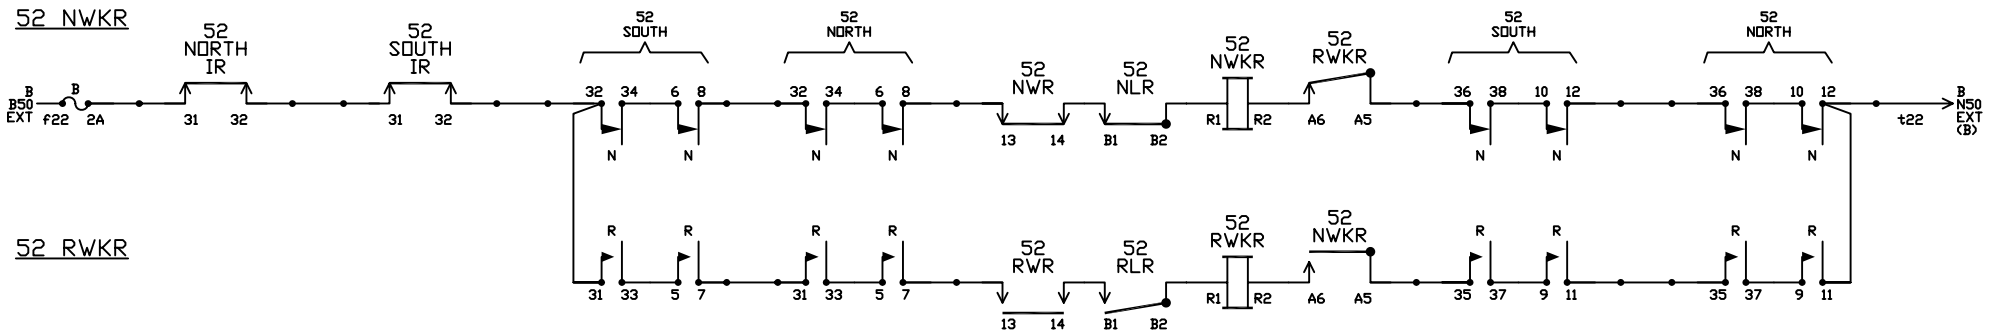 52 NWKR
52
NORTH
IR
52
SOUTH
IR
52
SOUTH
52
NORTH
52
NWR
52
NLR
52
NWKR
52
RWKR
52
SOUTH
52
NORTH
B
B50
EXT
B
f22 2A
31 32
31 32
32 34 6 8
32 34 6 8
13 14
B1 B2
R1 R2
A6 A5
36 38 10 12
36 38 10 12
t22
B
N50
EXT
(B)
N N N N N N N N
52 RWKR
R R R R R R R R
52
RWR
52
RLR
52
RWKR
52
NWKR
31 33 5 7
31 33 5 7
13 14
B1 B2
R1 R2
A6 A5
35 37 9 11
35 37 9 11